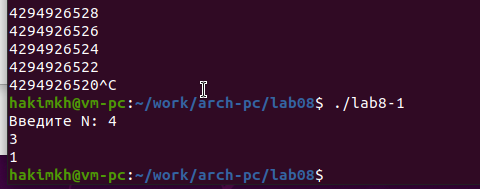 4294926528
4294926526
4294926524
4294926522
4294926520^C
hakimkh@vm-pc:~/work/arch-pc/lab08$ ./lab8-1
Введите N: 4
3
1
hakimkh@vm-pc:~/work/arch-pc/lab08$